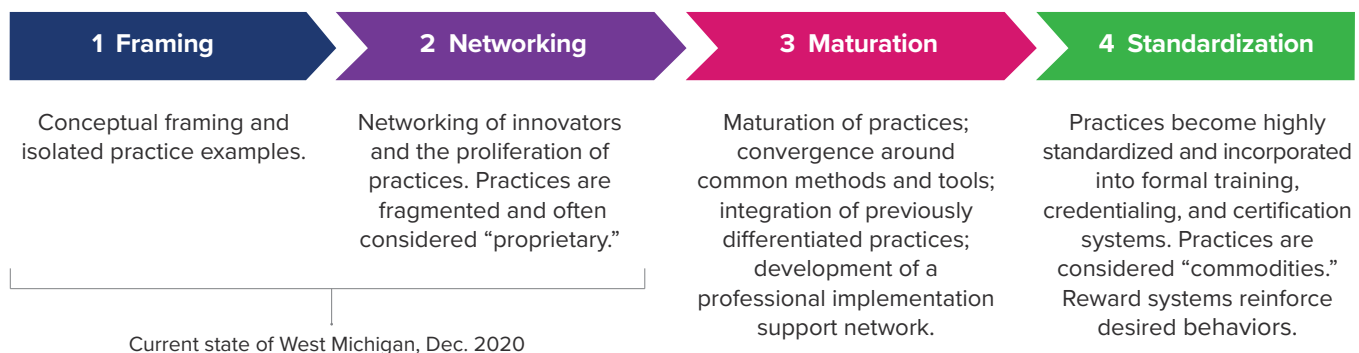 1 Framing
2 Networking
3 Maturation
4 Standardization
Conceptual framing and
isolated practice examples.
Networking of innovators
and the proliferation of
practices. Practices are
fragmented and often
considered “proprietary.”
Maturation of practices;
convergence around
common methods and tools;
integration of previously
differentiated practices;
development of a
professional implementation
support network.
Practices become highly
standardized and incorporated
into formal training,
credentialing, and certification
systems. Practices are
considered “commodities.”
Reward systems reinforce
desired behaviors.
Current state of West Michigan, Dec. 2020